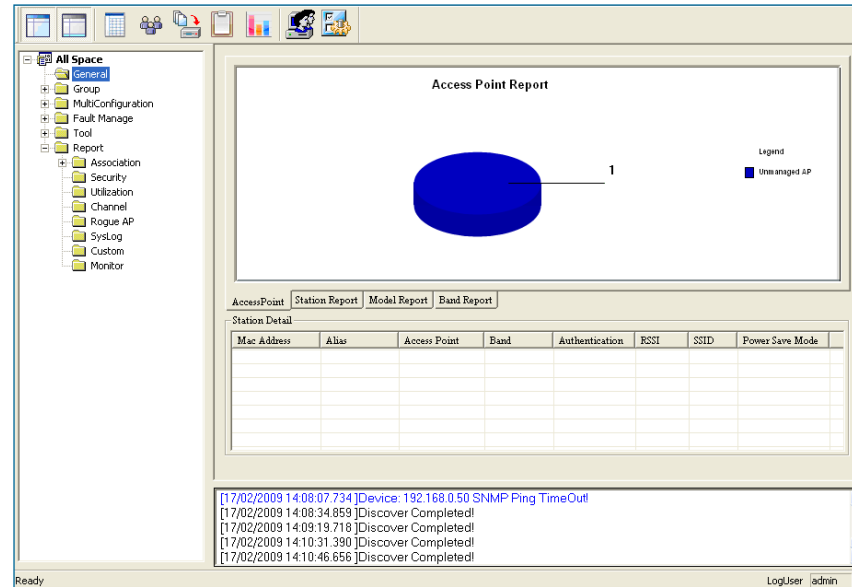 All Space
General
Group
MultiConfiguration
Fault Manage
Tool
Report
Association
Security
Utilization
Channel
Rogue AP
SysLog
Custom
Monitor
Access Point Report
1
Legend
Unmanaged AP
AccessPoint Station Report Model Report Band Report
Station Detail
Mac Address Alias Access Point Band Authentication RSSI SSID Power Save Mode
[17/02/2009 14:08:07.734 ]Device: 192.168.0.50 SNMP Ping TimeOut!
[17/02/2009 14:08:34.859 ]Discover Completed!
[17/02/2009 14:09:19.718 ]Discover Completed!
[17/02/2009 14:10:31.390 ]Discover Completed!
[17/02/2009 14:10:46.656 ]Discover Completed!
Ready LogUser admin